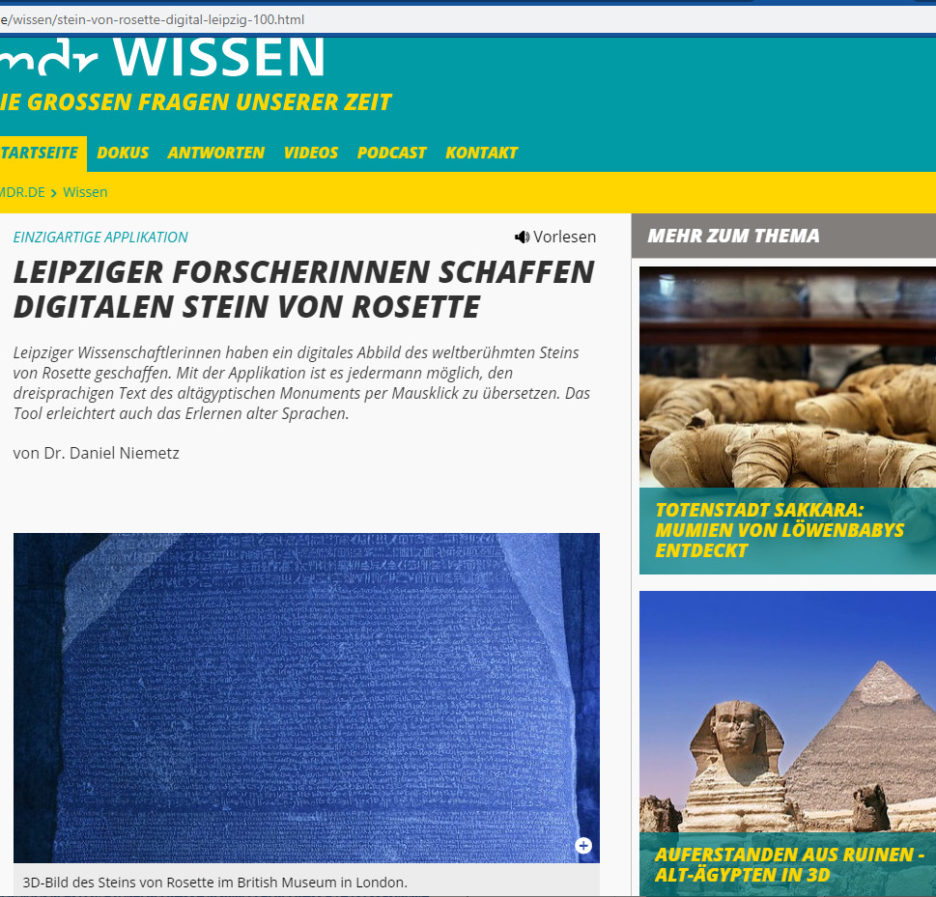 e/wissen/stein-von-rosette-digital-leipzig-100.html
mdr WISSEN
IE GROSSEN FRAGEN UNSERER ZEIT
TARTSEITE DOKUS ANTWORTEN VIDEOS PODCAST KONTAKT
MDR.DE > Wissen
EINZIGARTIGE APPLIKATION
Vorlesen
LEIPZIGER FORSCHERINNEN SCHAFFEN
DIGITALEN STEIN VON ROSETTE
Leipziger Wissenschaftlerinnen haben ein digitales Abbild des weltberühmten Steins
von Rosette geschaffen. Mit der Applikation ist es jedermann möglich, den
dreisprachigen Text des altägyptischen Monuments per Mausklick zu übersetzen. Das
Tool erleichtert auch das Erlernen alter Sprachen.
von Dr. Daniel Niemetz
3D-Bild des Steins von Rosette im British Museum in London.
MEHR ZUM THEMA
TOTENSTADT SAKKARA:
MUMIEN VON LÖWENBABYS
ENTDECKT
AUFERSTANDEN AUS RUINEN -
ALT-ÄGYPTEN IN 3D